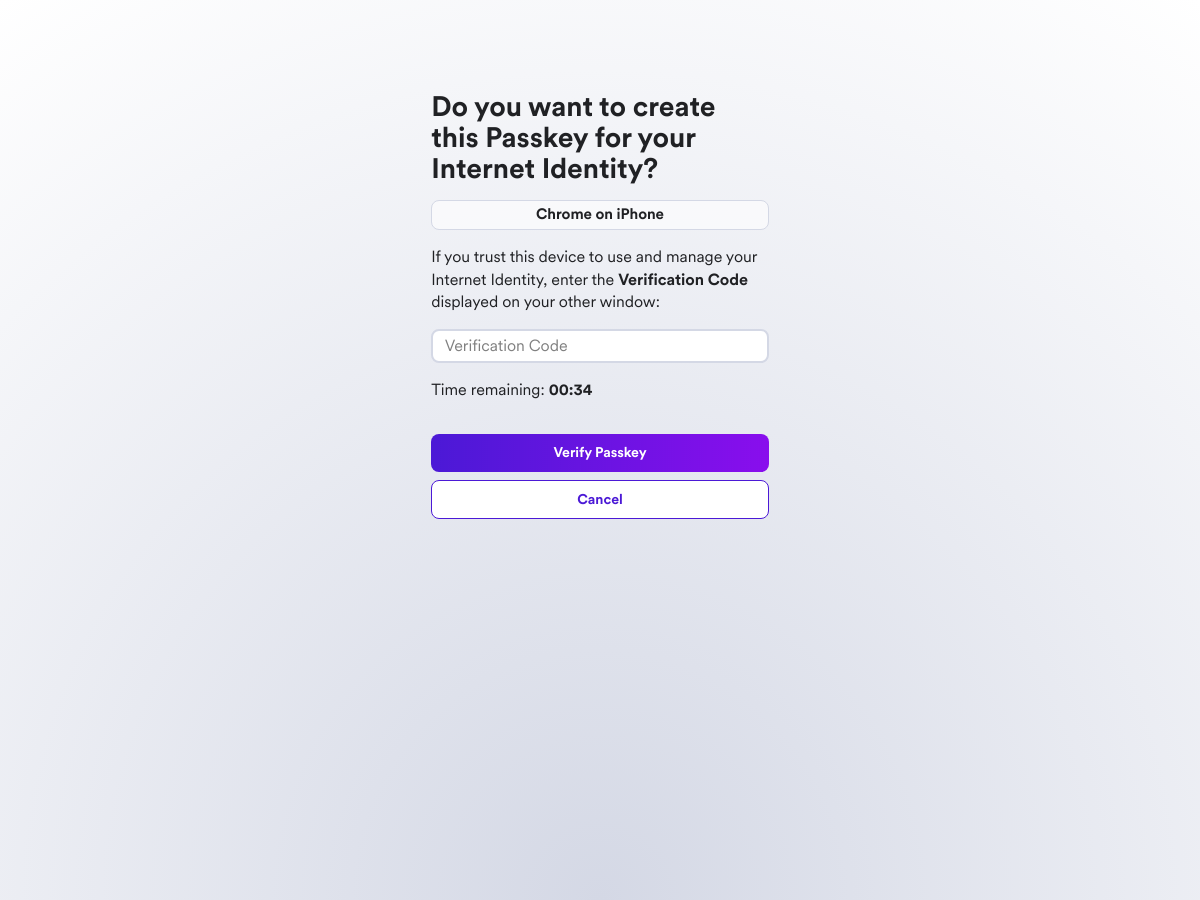 Do you want to create
this Passkey for your
Internet Identity?
Chrome on iPhone
If you trust this device to use and manage your
Internet Identity, enter the Verification Code
displayed on your other window:
Verification Code
Time remaining: 00:34
Verify Passkey
Cancel